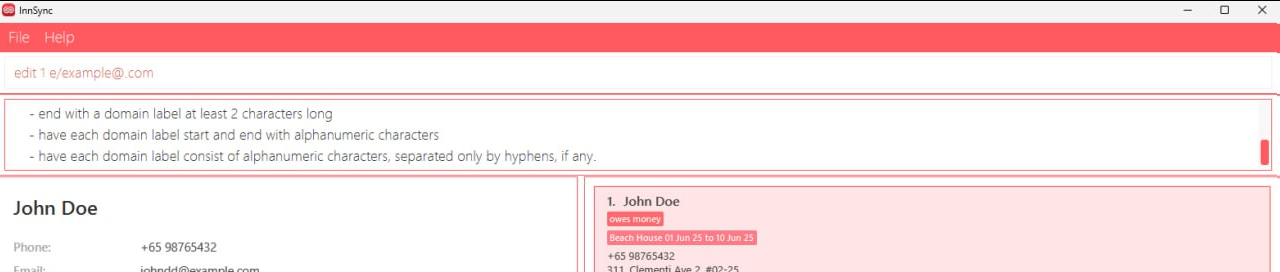 InnSync
File Help
edit 1 e/example@.com
- end with a domain label at least 2 characters long
- have each domain label start and end with alphanumeric characters
- have each domain label consist of alphanumeric characters, separated only by hyphens, if any.
John Doe
Phone: +65 98765432
Email: johndd@example.com
1. John Doe
owes money
Beach House 01 Jun 25 to 10 Jun 25
+65 98765432
311, Clementi Ave 2, #02-25